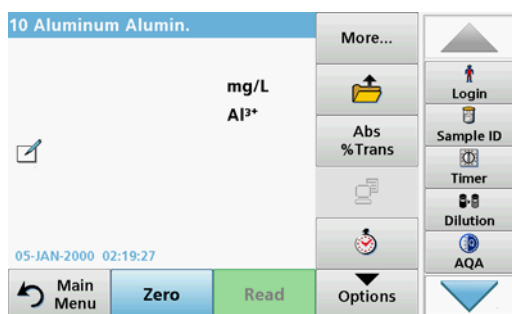 10 Aluminum Alumin.
mg/L
Al³⁺
05-JAN-2000 02:19:27
Main
Menu
Zero
Read
More...
Abs
%Trans
Options
Login
Sample ID
Timer
Dilution
AQA